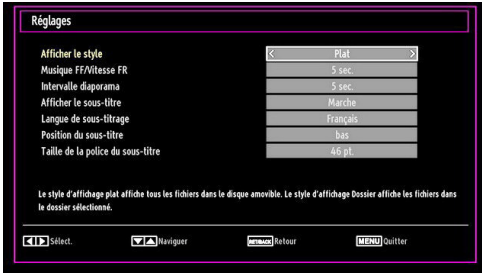 Réglages
Afficher le style < Plat >
Musique FF/Vitesse FR 5 sec.
Intervalle diaporama 5 sec.
Afficher le sous-titre Marche
Langue de sous-titrage Français
Position du sous-titre bas
Taille de la police du sous-titre 46 pt.
Le style d'affichage plat affiche tous les fichiers dans le disque amovible. Le style d'affichage Dossier affiche les fichiers dans
le dossier sélectionné.
Sélect. Naviguer RET/BACK Retour MENU Quitter